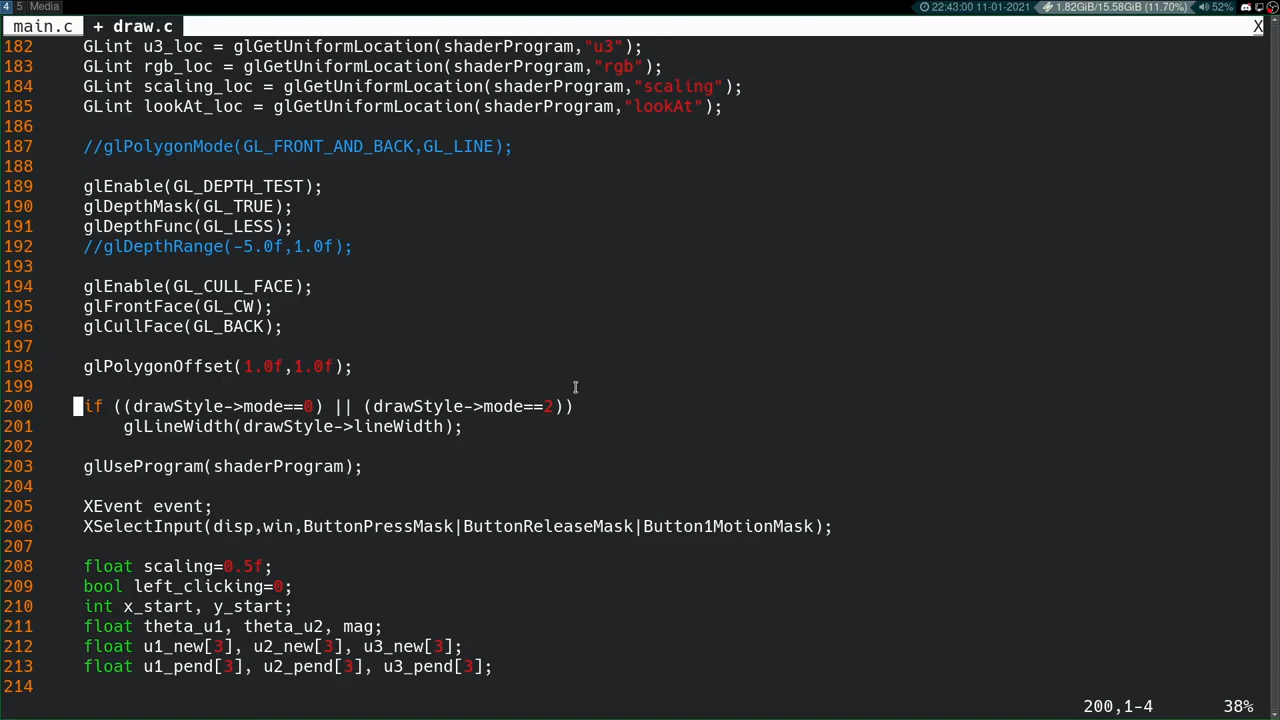 4 5 Media 22:43:00 11-01-2021 1.82GiB/15.58GiB (11.70%) 52%
main.c + draw.c X
182 GLint u3_loc = glGetUniformLocation(shaderProgram,"u3");
183 GLint rgb_loc = glGetUniformLocation(shaderProgram,"rgb");
184 GLint scaling_loc = glGetUniformLocation(shaderProgram,"scaling");
185 GLint lookAt_loc = glGetUniformLocation(shaderProgram,"lookAt");
186
187 //glPolygonMode(GL_FRONT_AND_BACK,GL_LINE);
188
189 glEnable(GL_DEPTH_TEST);
190 glDepthMask(GL_TRUE);
191 glDepthFunc(GL_LESS);
192 //glDepthRange(-5.0f,1.0f);
193
194 glEnable(GL_CULL_FACE);
195 glFrontFace(GL_CW);
196 glCullFace(GL_BACK);
197
198 glPolygonOffset(1.0f,1.0f);
199
200 if ((drawStyle->mode==0) || (drawStyle->mode==2))
201 glLineWidth(drawStyle->lineWidth);
202
203 glUseProgram(shaderProgram);
204
205 XEvent event;
206 XSelectInput(disp,win,ButtonPressMask|ButtonReleaseMask|Button1MotionMask);
207
208 float scaling=0.5f;
209 bool left_clicking=0;
210 int x_start, y_start;
211 float theta_u1, theta_u2, mag;
212 float u1_new[3], u2_new[3], u3_new[3];
213 float u1_pend[3], u2_pend[3], u3_pend[3];
214
200,1-4 38%